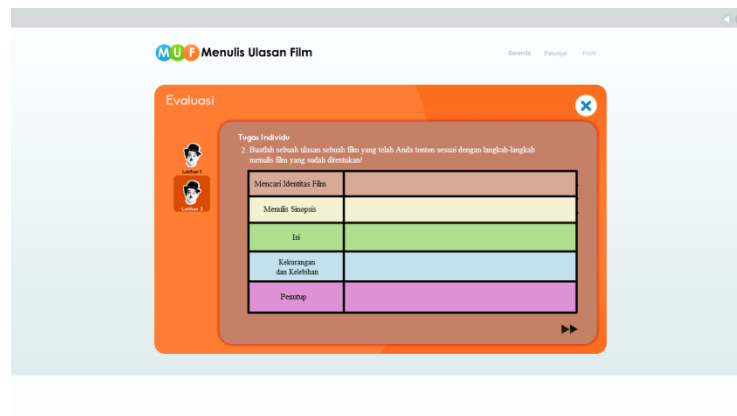 MUF Menulis Ulasan Film
Beranda Petunjuk Profil
Evaluasi
Latihan 1
Latihan 2
Tugas Individu
2. Buatlah sebuah ulasan sebuah film yang telah Anda tonton sesuai dengan langkah-langkah
menulis film yang sudah ditentukan!
Mencari Identitas Film
Menulis Sinopsis
Isi
Kekurangan
dan Kelebihan
Penutup